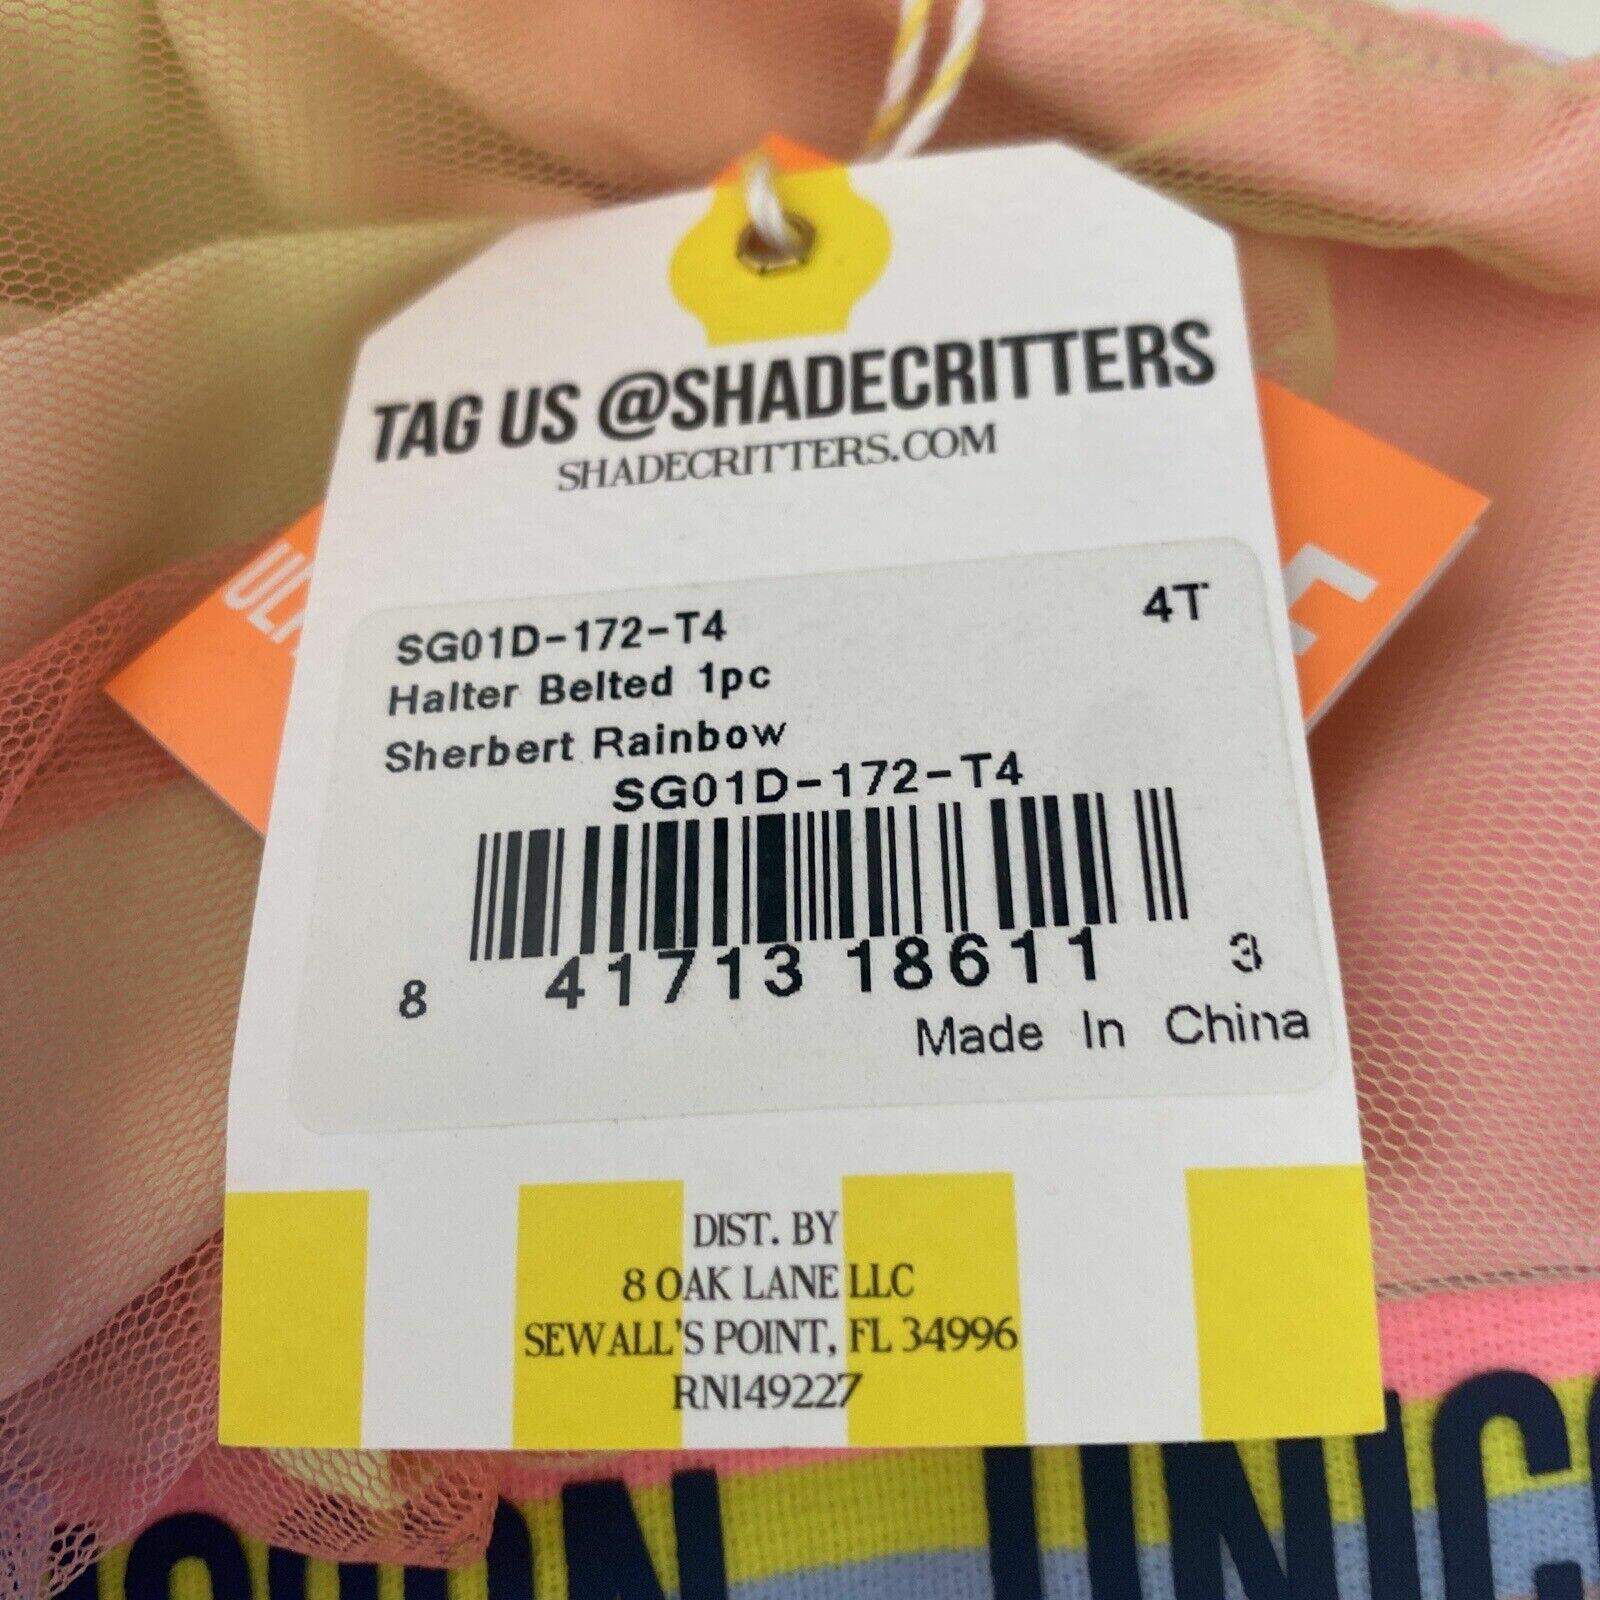 TAG US @SHADECRITTERS
SHADECRITTERS.COM
SG01D-172-T4 4T
Halter Belted 1pc
Sherbert Rainbow
SG01D-172-T4
8 41713 18611 3
Made In China
DIST. BY
8 OAK LANE LLC
SEWALL'S POINT, FL 34996
RN149227